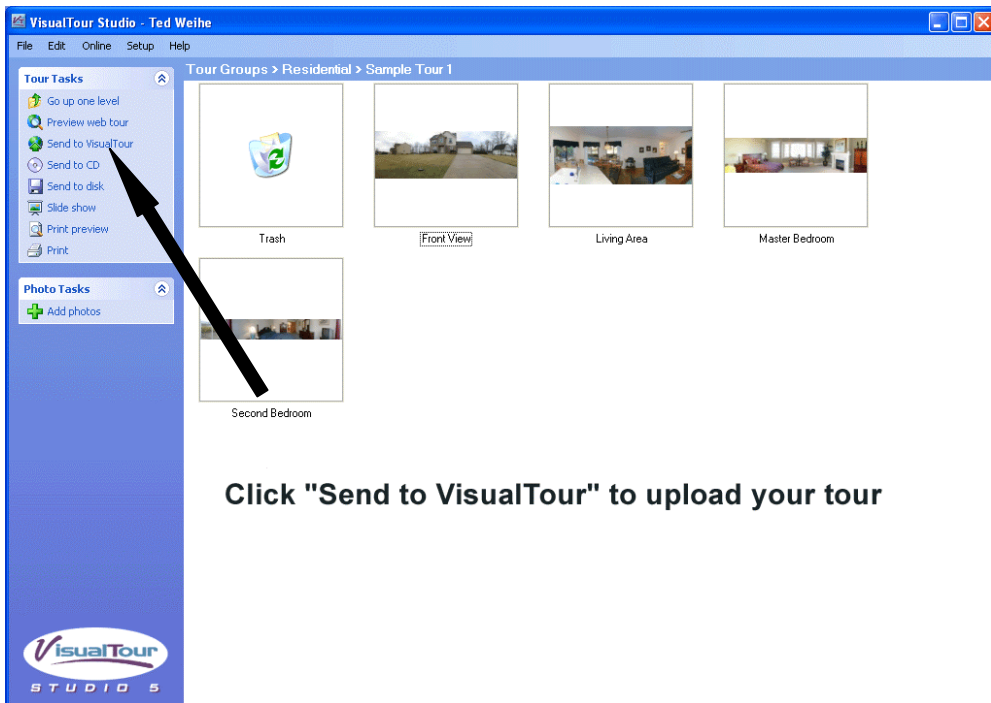 VisualTour Studio - Ted Weihe
File Edit Online Setup Help
Tour Groups > Residential > Sample Tour 1
Tour Tasks
Go up one level
Preview web tour
Send to VisualTour
Send to CD
Send to disk
Slide show
Print preview
Print
Photo Tasks
Add photos
Trash
Front View
Living Area
Master Bedroom
Second Bedroom
Click "Send to VisualTour" to upload your tour
VisualTour
STUDIO 5